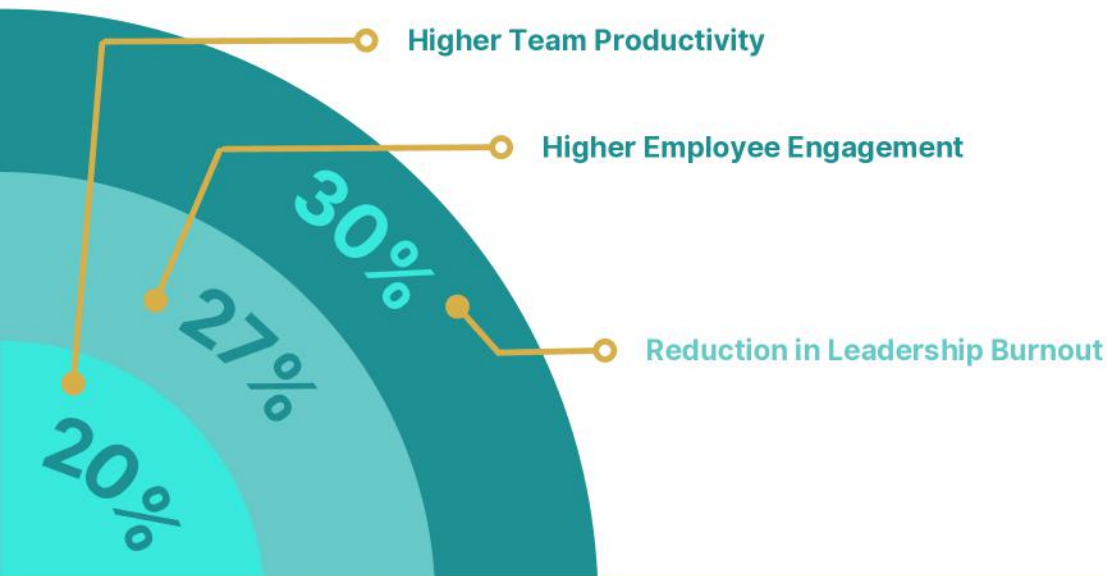 Higher Team Productivity
Higher Employee Engagement
30%
27%
Reduction in Leadership Burnout
20%